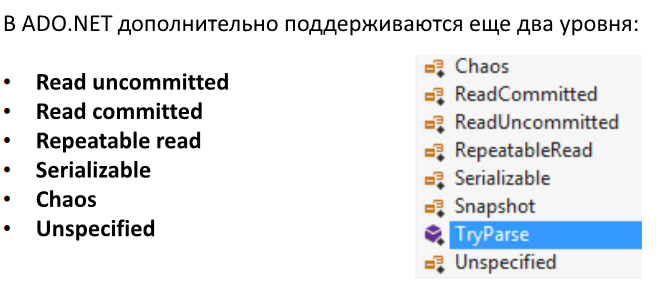 В ADO.NET дополнительно поддерживаются еще два уровня:
• Read uncommitted
• Read committed
• Repeatable read
• Serializable
• Chaos
• Unspecified
Chaos
ReadCommitted
ReadUncommitted
RepeatableRead
Serializable
Snapshot
TryParse
Unspecified